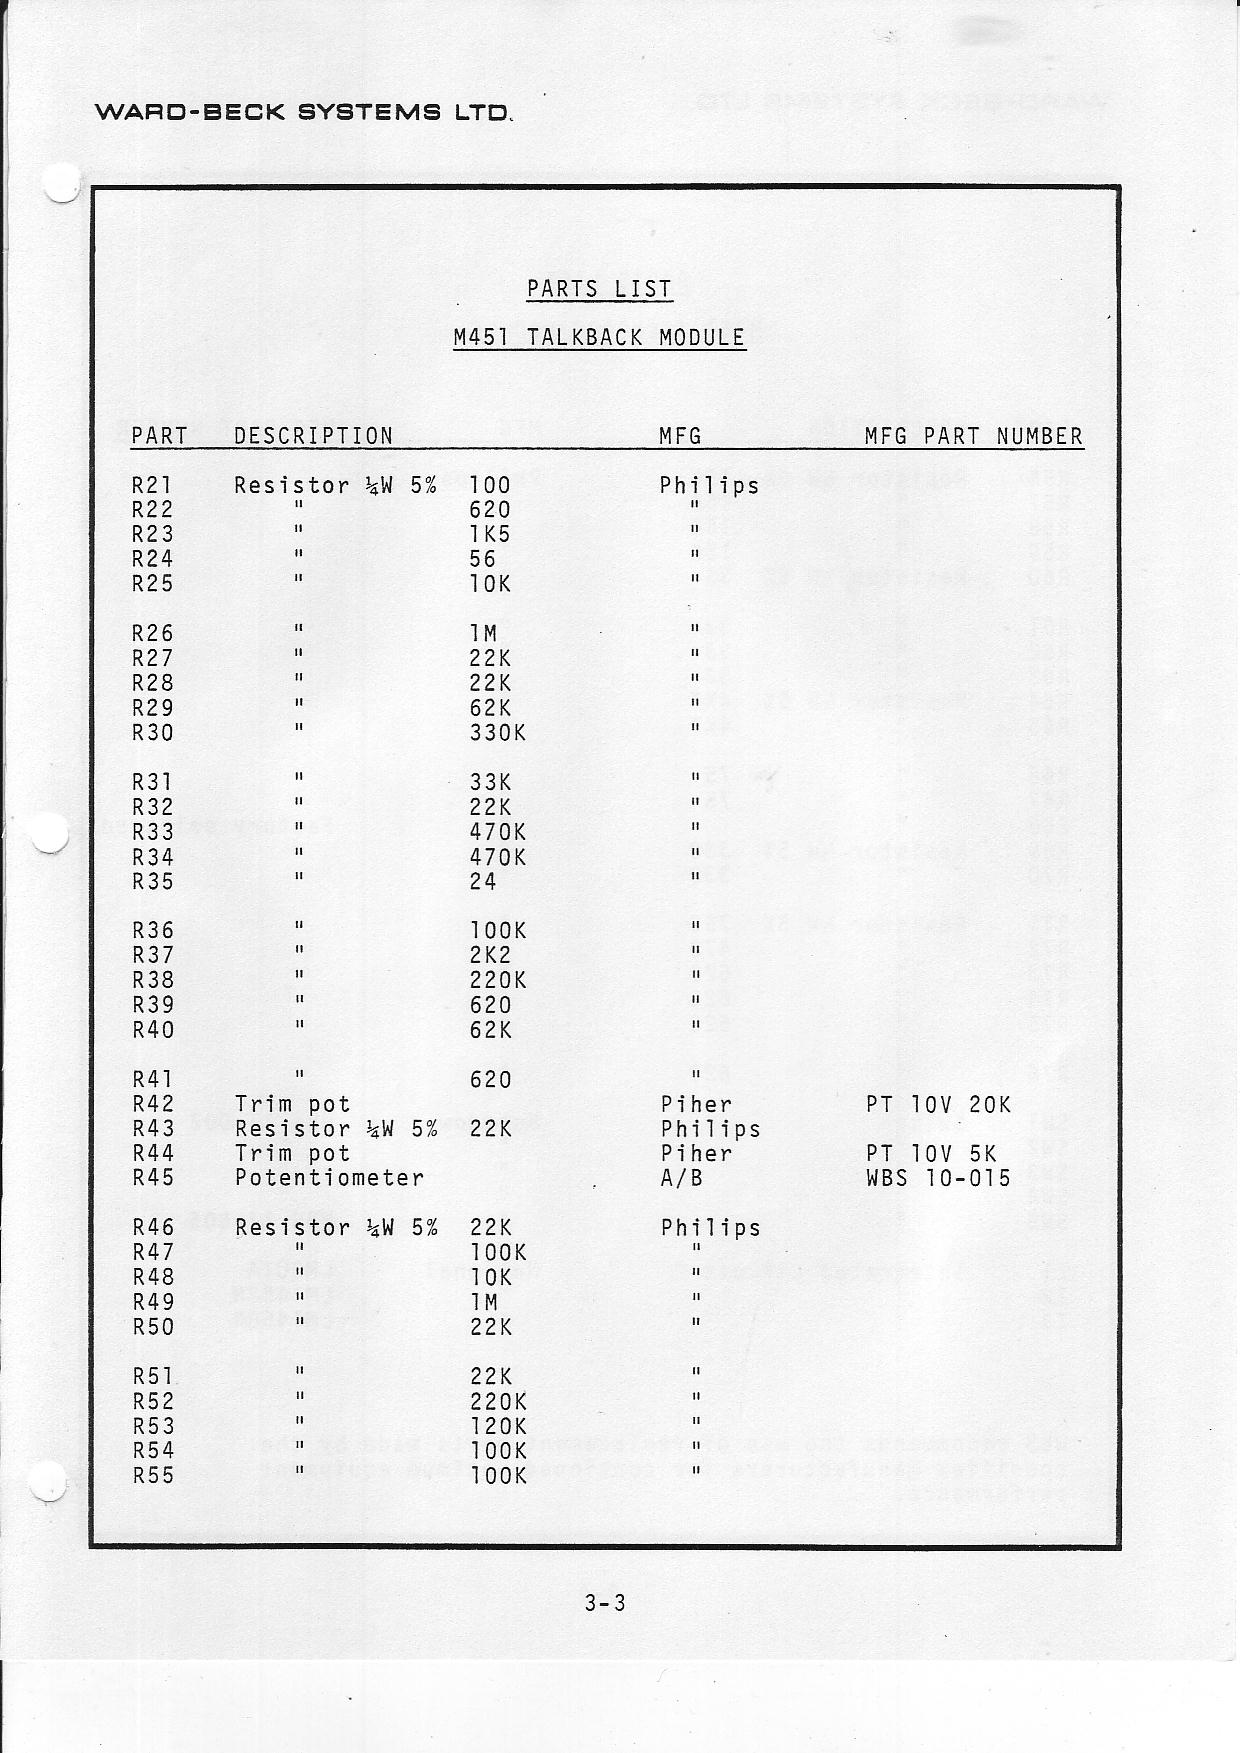 WARD-BECK SYSTEMS LTD.
PARTS LIST
M451 TALKBACK MODULE
PART DESCRIPTION MFG MFG PART NUMBER
R21 Resistor ¼W 5% 100 Philips
R22 " 620 "
R23 " 1K5 "
R24 " 56 "
R25 " 10K "
R26 " 1M "
R27 " 22K "
R28 " 22K "
R29 " 62K "
R30 " 330K "
R31 " 33K "
R32 " 22K "
R33 " 470K "
R34 " 470K "
R35 " 24 "
R36 " 100K "
R37 " 2K2 "
R38 " 220K "
R39 " 620 "
R40 " 62K "
R41 " 620 "
R42 Trim pot Piher PT 10V 20K
R43 Resistor ¼W 5% 22K Philips
R44 Trim pot Piher PT 10V 5K
R45 Potentiometer A/B WBS 10-015
R46 Resistor ¼W 5% 22K Philips
R47 " 100K "
R48 " 10K "
R49 " 1M "
R50 " 22K "
R51 " 22K "
R52 " 220K "
R53 " 120K "
R54 " 100K "
R55 " 100K "
3-3